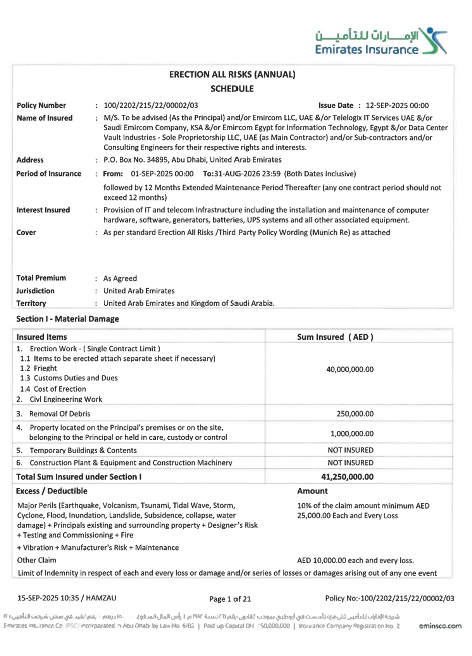 الإمارات للتأمين
Emirates Insurance
ERECTION ALL RISKS (ANNUAL)
SCHEDULE
Policy Number : 100/2202/215/22/00002/03 Issue Date : 12-SEP-2025 00:00
Name of Insured : M/S. To be advised (As the Principal) and/or Emircom LLC, UAE &/or Telelogix IT Services UAE &/or
Saudi Emircom Company, KSA &/or Emircom Egypt for Information Technology, Egypt &/or Data Center
Vault Industries - Sole Proprietorship LLC, UAE (as Main Contractor) and/or Sub-contractors and/or
Consulting Engineers for their respective rights and interests.
Address : P.O. Box No. 34895, Abu Dhabi, United Arab Emirates
Period of Insurance : From: 01-SEP-2025 00:00 To:31-AUG-2026 23:59 (Both Dates Inclusive)
followed by 12 Months Extended Maintenance Period Thereafter (any one contract period should not
exceed 12 months)
Interest Insured : Provision of IT and telecom Infrastructure including the installation and maintenance of computer
hardware, software, generators, batteries, UPS systems and all other associated equipment.
Cover : As per standard Erection All Risks /Third Party Policy Wording (Munich Re) as attached
Total Premium : As Agreed
Jurisdiction : United Arab Emirates
Territory : United Arab Emirates and Kingdom of Saudi Arabia.
Section I - Material Damage
Insured Items Sum Insured ( AED )
1. Erection Work - ( Single Contract Limit )
1.1 Items to be erected attach separate sheet if necessary)
1.2 Frieght
40,000,000.00
1.3 Customs Duties and Dues
1.4 Cost of Erection
2. Civl Engineering Work
3. Removal Of Debris 250,000.00
4. Property located on the Principal's premises or on the site,
belonging to the Principal or held in care, custody or control
1,000,000.00
5. Temporary Buildings & Contents NOT INSURED
6. Construction Plant & Equipment and Construction Machinery NOT INSURED
Total Sum Insured under Section I 41,250,000.00
Excess / Deductible Amount
Major Perils (Earthquake, Volcanism, Tsunami, Tidal Wave, Storm, 10% of the claim amount minimum AED
Cyclone, Flood, Inundation, Landslide, Subsidence, collapse, water 25,000.00 Each and Every Loss
damage) + Principals existing and surrounding property + Designer's Risk
+ Testing and Commissioning + Fire
+ Vibration + Manufacturer's Risk + Maintenance
Other Claim AED 10,000.00 each and every loss.
Limit of Indemnity in respect of each and every loss or damage and/or series of losses or damages arising out of any one event
15-SEP-2025 10:35 / HAMZAU Page 1 of 21 Policy No:-100/2202/215/22/00002/03
Emirates Insurance Co. (PSC) Incorporated in Abu Dhabi by Law No. 6/82 | Paid up Capital DH 150,000,000 | Insurance Company Registration No. 2 eminsco.com